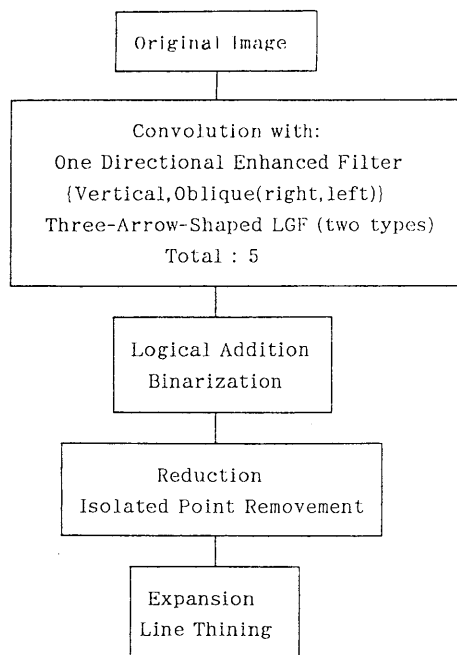 Original Image
Convolution with:
One Directional Enhanced Filter
{Vertical,Oblique(right,left)}
Three-Arrow-Shaped LGF (two types)
Total : 5
Logical Addition
Binarization
Reduction
Isolated Point Removement
Expansion
Line Thining